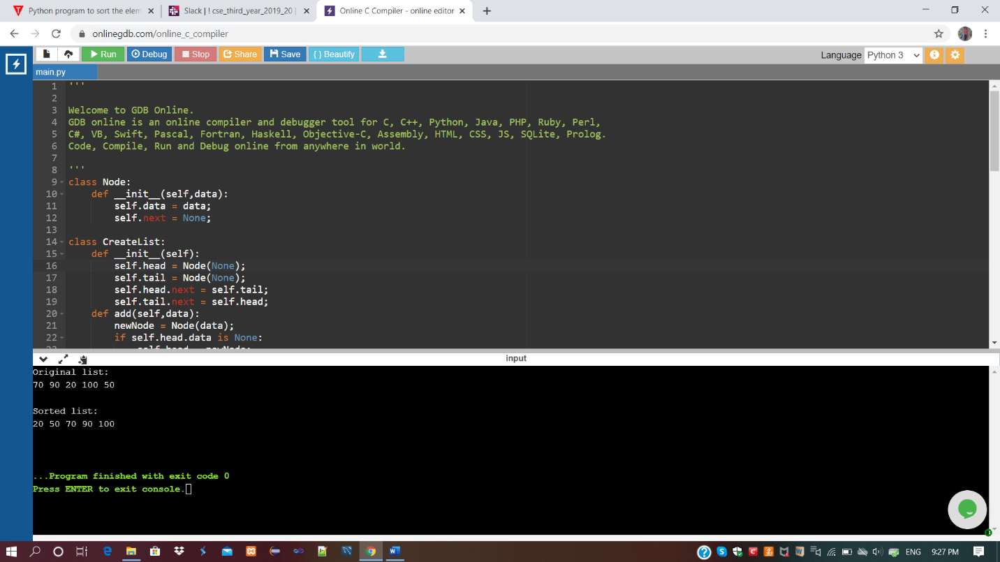 Python program to sort the elem
Slack | ! cse_third_year_2019_20 |
Online C Compiler - online editor
onlinegdb.com/online_c_compiler
Run Debug Stop Share Save { } Beautify
Language Python 3
main.py
1 '''
2
3 Welcome to GDB Online.
4 GDB online is an online compiler and debugger tool for C, C++, Python, Java, PHP, Ruby, Perl,
5 C#, VB, Swift, Pascal, Fortran, Haskell, Objective-C, Assembly, HTML, CSS, JS, SQLite, Prolog.
6 Code, Compile, Run and Debug online from anywhere in world.
7
8 '''
9 class Node:
10 def __init__(self,data):
11 self.data = data;
12 self.next = None;
13
14 class CreateList:
15 def __init__(self):
16 self.head = Node(None);
17 self.tail = Node(None);
18 self.head.next = self.tail;
19 self.tail.next = self.head;
20 def add(self,data):
21 newNode = Node(data);
22 if self.head.data is None:
input
Original list:
70 90 20 100 50
Sorted list:
20 50 70 90 100
...Program finished with exit code 0
Press ENTER to exit console.
ENG 9:27 PM